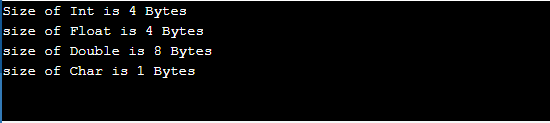 Size of Int is 4 Bytes
size of Float is 4 Bytes
size of Double is 8 Bytes
size of Char is 1 Bytes